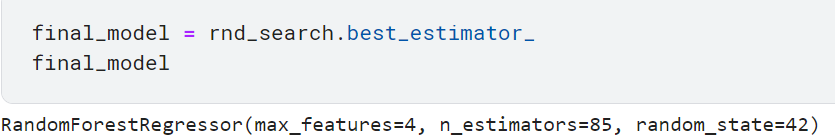 final_model = rnd_search.best_estimator_
final_model
RandomForestRegressor(max_features=4, n_estimators=85, random_state=42)